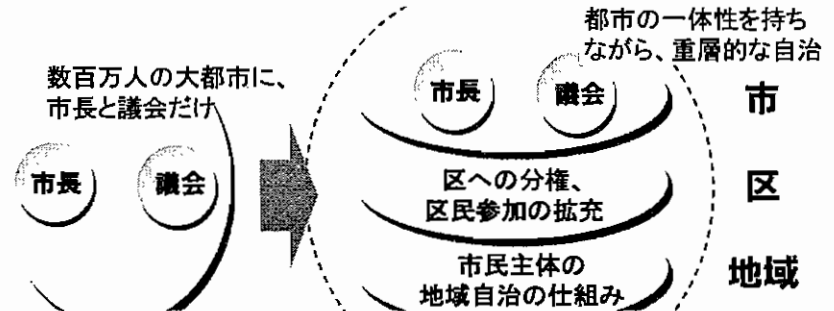 数百万人の大都市に、
市長と議会だけ
市長
議会
都市の一体性を持ち
ながら、重層的な自治
市長
議会
市
区への分権、
区民参加の拡充
区
市民主体の
地域自治の仕組み
地域